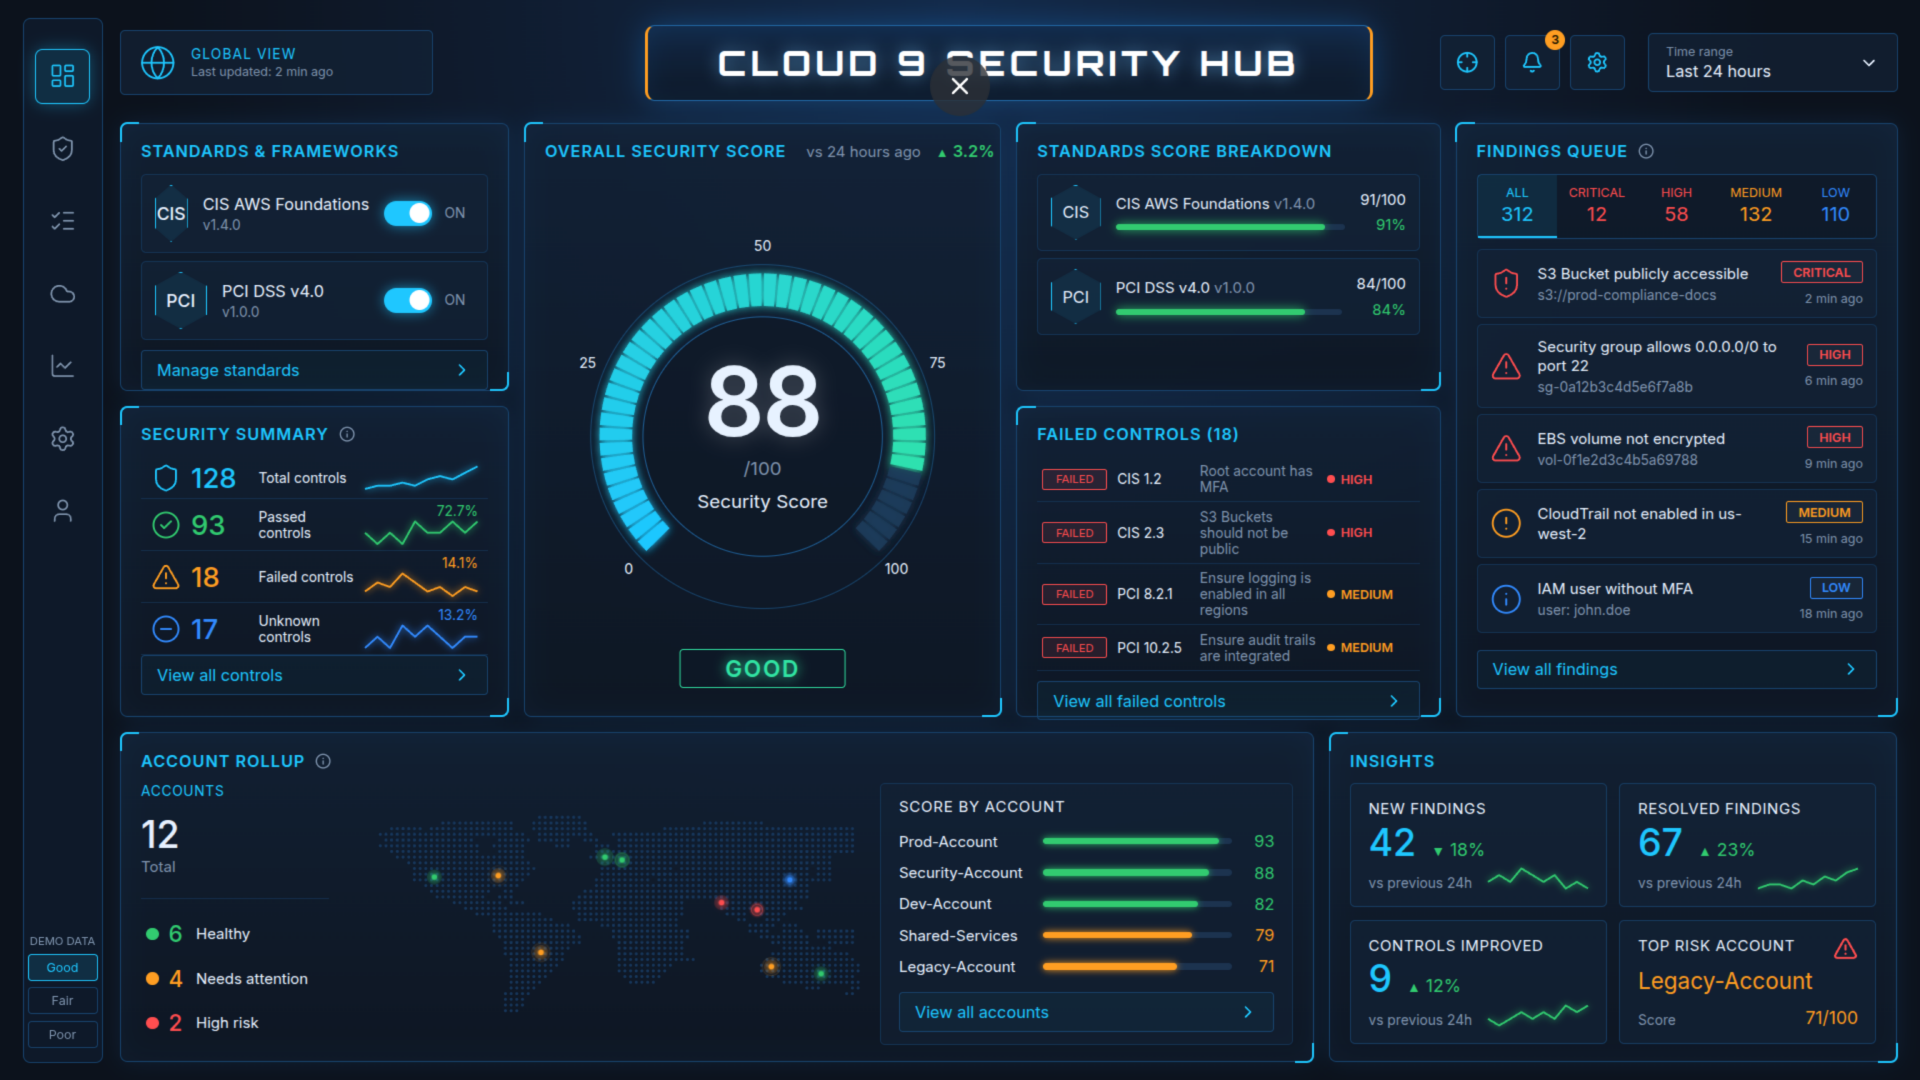 GLOBAL VIEW
Last updated: 2 min ago
CLOUD 9 SECURITY HUB
3
Time range
Last 24 hours
STANDARDS & FRAMEWORKS
CIS
CIS AWS Foundations
v1.4.0
ON
PCI
PCI DSS v4.0
v1.0.0
ON
Manage standards
SECURITY SUMMARY
128 Total controls
93 Passed controls 72.7%
18 Failed controls 14.1%
17 Unknown controls 13.2%
View all controls
OVERALL SECURITY SCORE vs 24 hours ago ▲ 3.2%
50
25
75
88
/100
Security Score
0
100
GOOD
STANDARDS SCORE BREAKDOWN
CIS
CIS AWS Foundations v1.4.0
91/100
91%
PCI
PCI DSS v4.0 v1.0.0
84/100
84%
FAILED CONTROLS (18)
FAILED CIS 1.2 Root account has MFA HIGH
FAILED CIS 2.3 S3 Buckets should not be public HIGH
FAILED PCI 8.2.1 Ensure logging is enabled in all regions MEDIUM
FAILED PCI 10.2.5 Ensure audit trails are integrated MEDIUM
View all failed controls
FINDINGS QUEUE
ALL CRITICAL HIGH MEDIUM LOW
312 12 58 132 110
S3 Bucket publicly accessible
CRITICAL
s3://prod-compliance-docs
2 min ago
Security group allows 0.0.0.0/0 to
port 22
HIGH
sg-0a12b3c4d5e6f7a8b
6 min ago
EBS volume not encrypted
HIGH
vol-0f1e2d3c4b5a69788
9 min ago
CloudTrail not enabled in us-
west-2
MEDIUM
15 min ago
IAM user without MFA
LOW
user: john.doe
18 min ago
View all findings
ACCOUNT ROLLUP
ACCOUNTS
12
Total
6 Healthy
4 Needs attention
2 High risk
SCORE BY ACCOUNT
Prod-Account 93
Security-Account 88
Dev-Account 82
Shared-Services 79
Legacy-Account 71
View all accounts
INSIGHTS
NEW FINDINGS
42 ▼ 18%
vs previous 24h
RESOLVED FINDINGS
67 ▲ 23%
vs previous 24h
CONTROLS IMPROVED
9 ▲ 12%
vs previous 24h
TOP RISK ACCOUNT
Legacy-Account
Score 71/100
DEMO DATA
Good
Fair
Poor